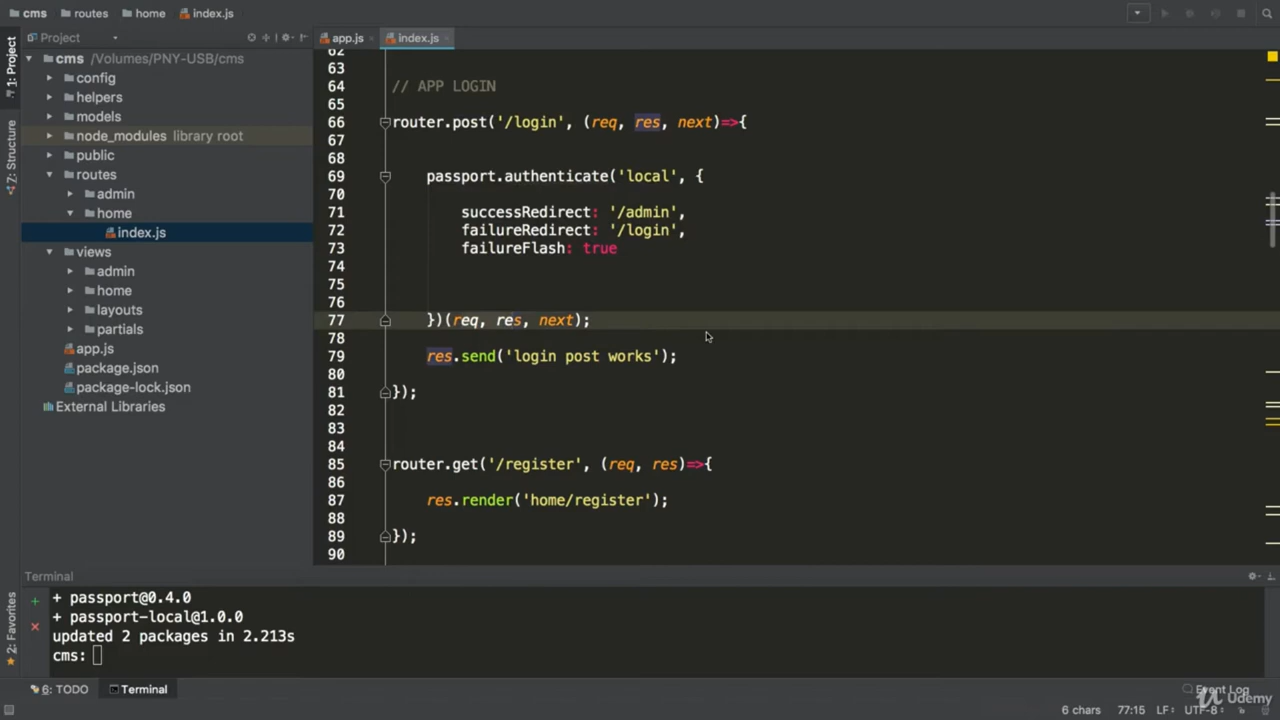 cms routes home index.js
Project
app.js
index.js
1: Project
Z: Structure
2: Favorites
cms /Volumes/PNY-USB/cms
config
helpers
models
node_modules library root
public
routes
admin
home
index.js
views
admin
home
layouts
partials
app.js
package.json
package-lock.json
External Libraries
62
63
64 // APP LOGIN
65
66 router.post('/login', (req, res, next)=>{
67
68
69 passport.authenticate('local', {
70
71 successRedirect: '/admin',
72 failureRedirect: '/login',
73 failureFlash: true
74
75
76
77 })(req, res, next);
78
79 res.send('login post works');
80
81 });
82
83
84
85 router.get('/register', (req, res)=>{
86
87 res.render('home/register');
88
89 });
90
Terminal
+ passport@0.4.0
+ passport-local@1.0.0
updated 2 packages in 2.213s
cms:
6: TODO
Terminal
Event Log
Udemy
6 chars 77:15 LF÷ UTF-8÷